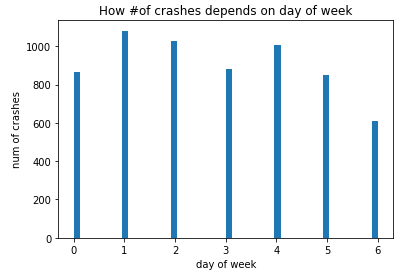 How #of crashes depends on day of week
1000
800
600
400
200
0
num of crashes
0 1 2 3 4 5 6
day of week